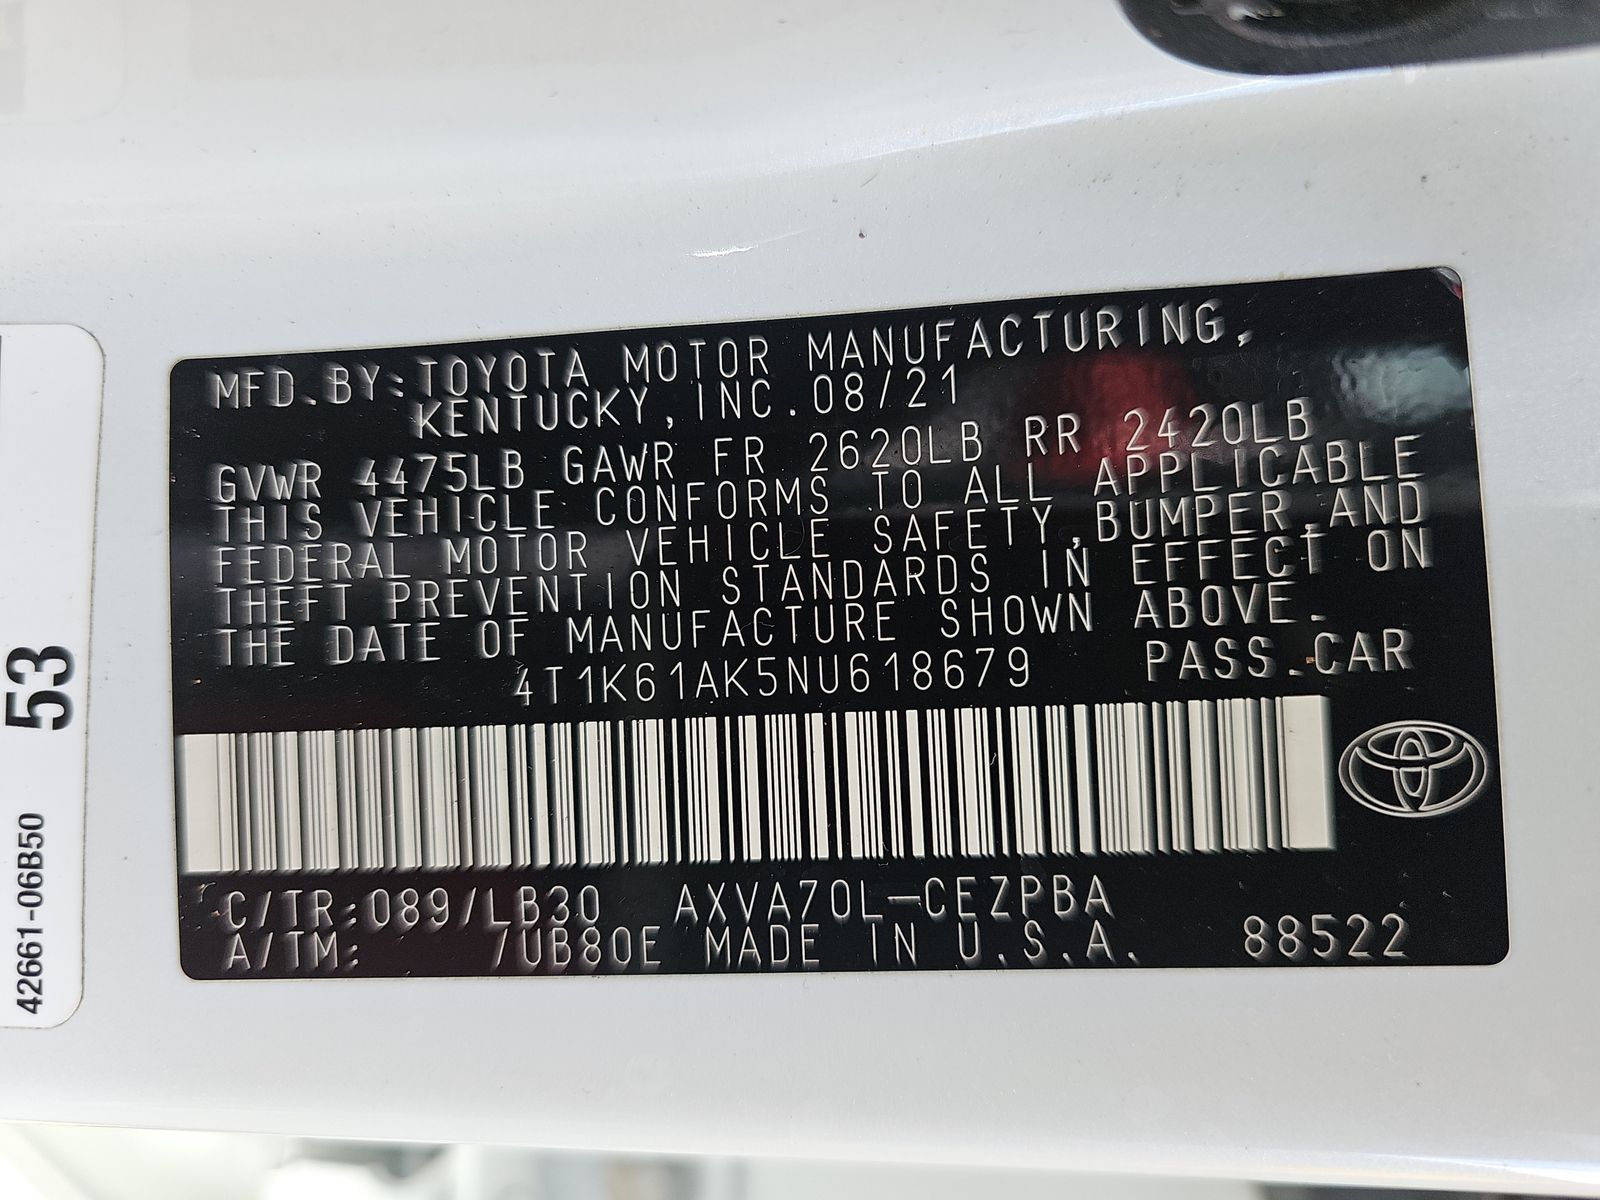 MFD.BY:TOYOTA MOTOR MANUFACTURING,
KENTUCKY,INC.08/21
GVWR 4475LB GAWR FR 2620LB RR 2420LB
THIS VEHICLE CONFORMS TO ALL APPLICABLE
FEDERAL MOTOR VEHICLE SAFETY,BUMPER,AND
THEFT PREVENTION STANDARDS IN EFFECT ON
THE DATE OF MANUFACTURE SHOWN ABOVE.
4T1K61AK5NU618679 PASS.CAR
C/TR:089/LB30 AXVA70L-CEZPBA
A/TM: /UB80E MADE IN U.S.A. 88522
53
42661-06B50